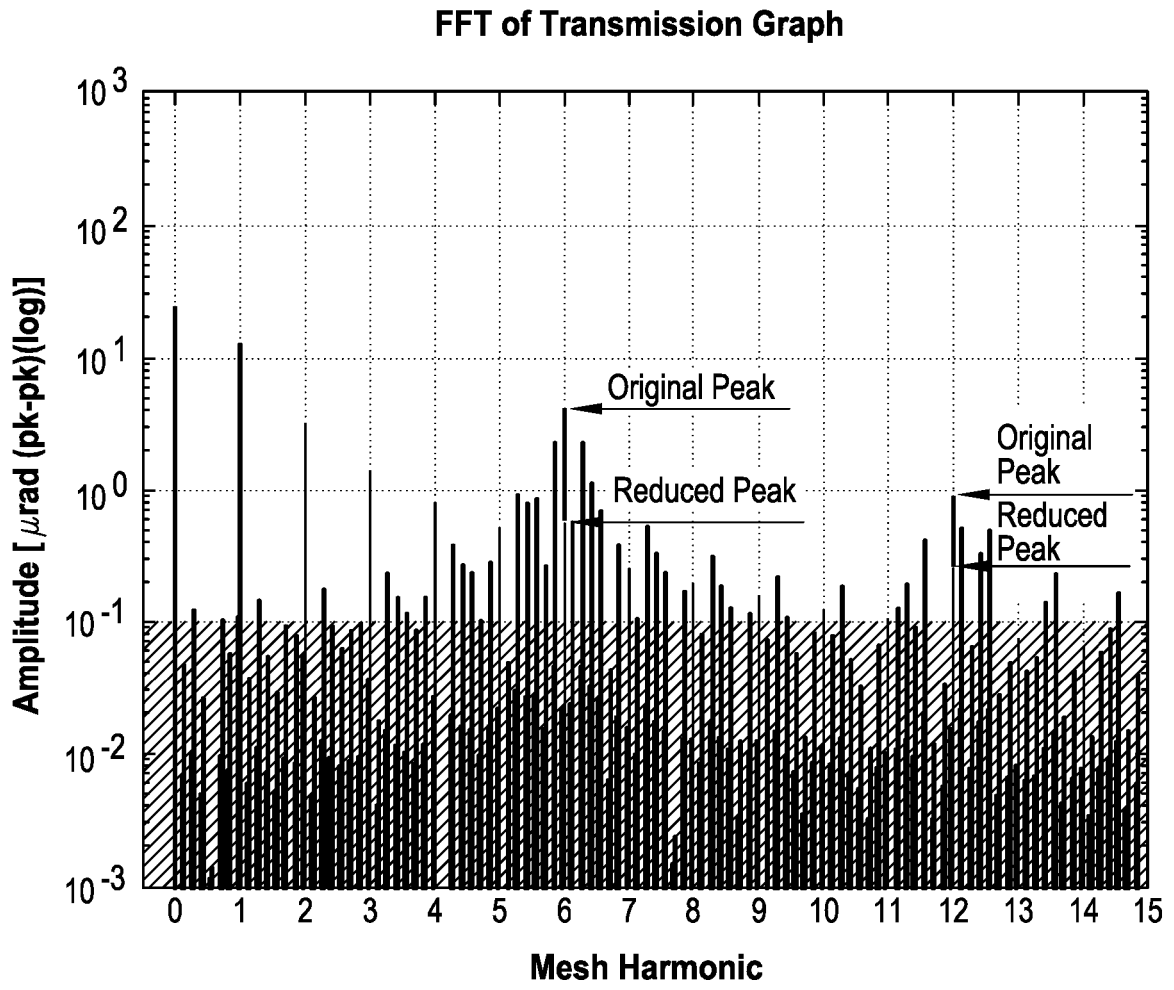 FFT of Transmission Graph
Amplitude [ μrad (pk-pk)(log)]
10³
10²
10¹
10⁰
10⁻¹
10⁻²
10⁻³
Original Peak
Reduced Peak
Original
Peak
Reduced
Peak
0 1 2 3 4 5 6 7 8 9 10 11 12 13 14 15
Mesh Harmonic